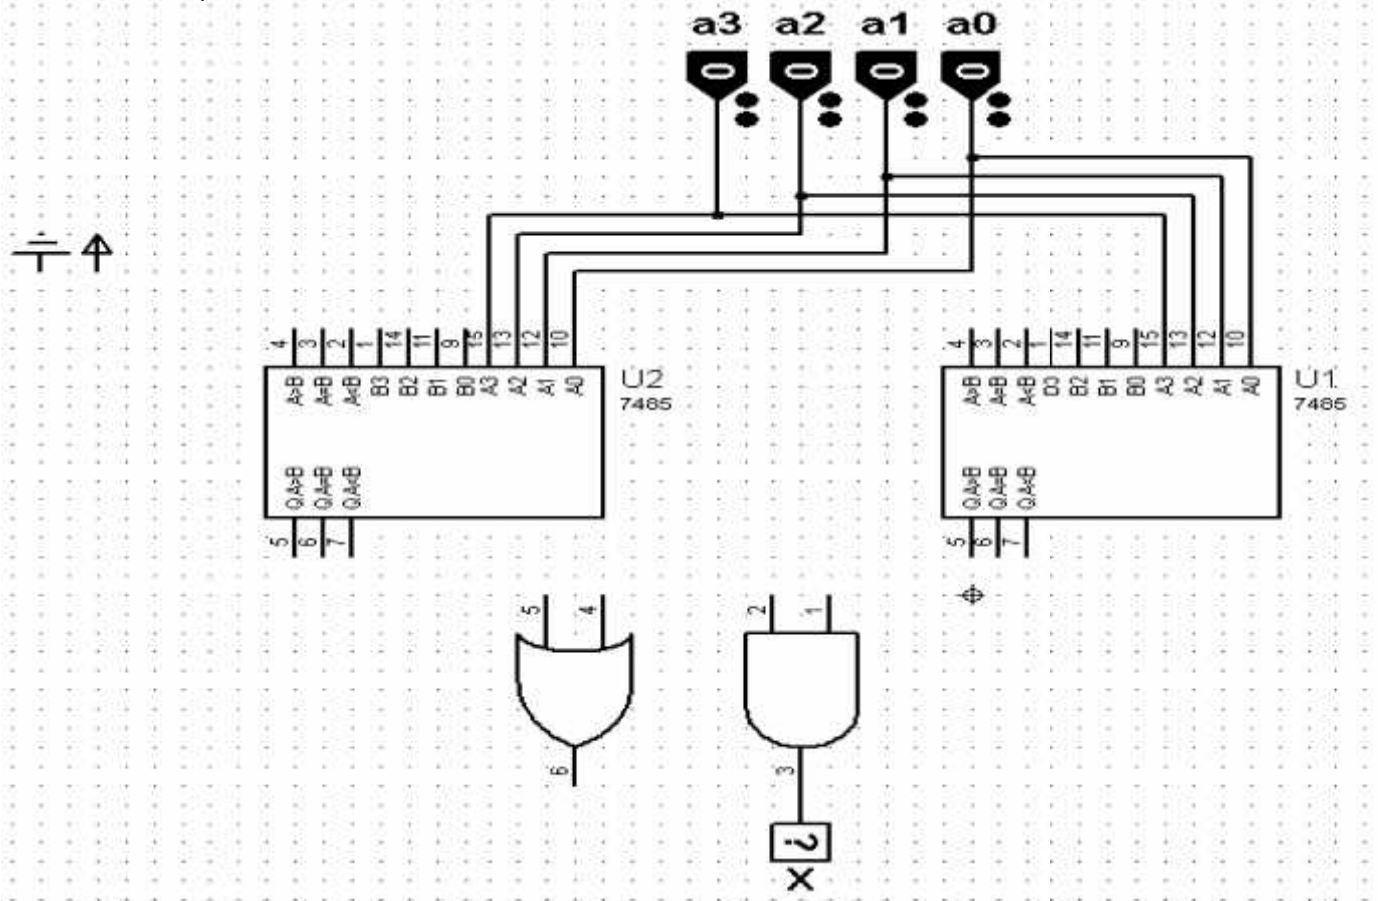 a3 a2 a1 a0
0 0 0 0
4 3 2 1 14 11 9 15 13 12 10
4 3 2 1 14 11 9 15 13 12 10
A>B A=B A<B B3 B2 B1 B0 A3 A2 A1 A0
U2
7485
A>B A=B A<B B3 B2 B1 B0 A3 A2 A1 A0
U1
7485
QA>B QA=B QA<B
QA>B QA=B QA<B
5 6 7
5 6 7
5 4
2 1
6
3
?
X